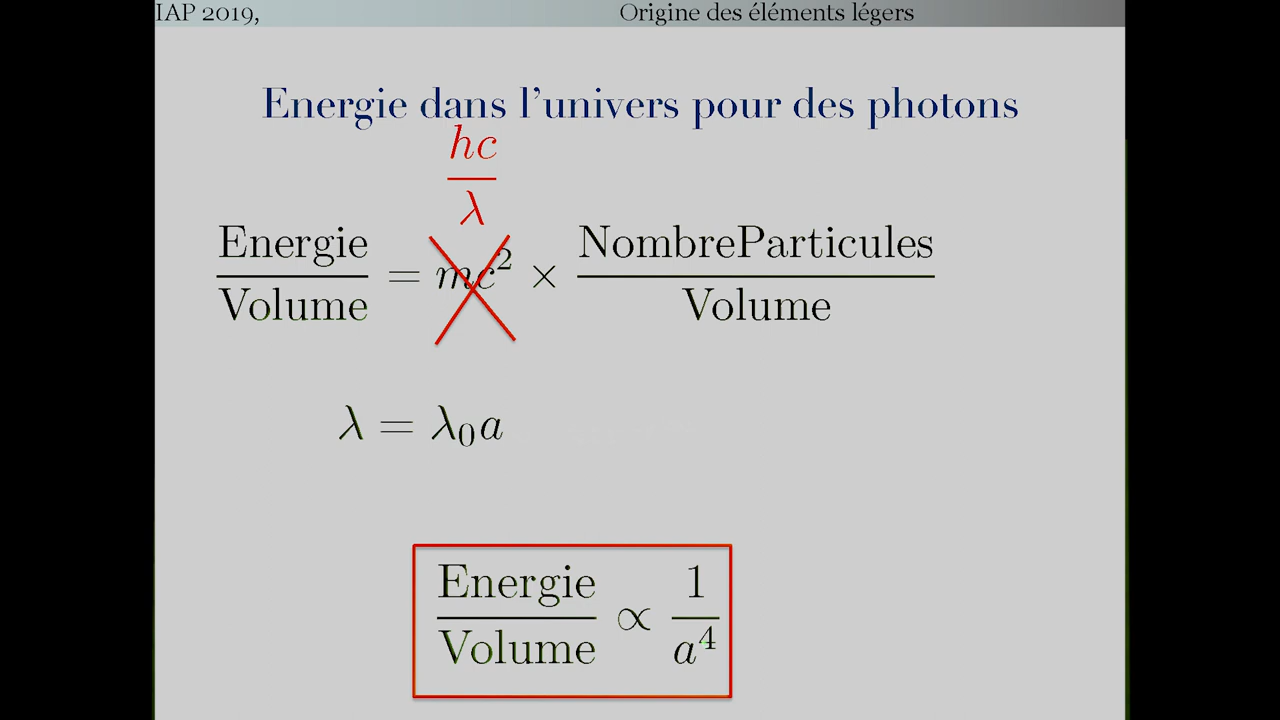 IAP 2019, Origine des éléments légers
Energie dans l'univers pour des photons
hc
λ
Energie
Volume
= mc² ×
NombreParticules
Volume
λ = λ₀a
Energie
Volume
∝
1
a⁴